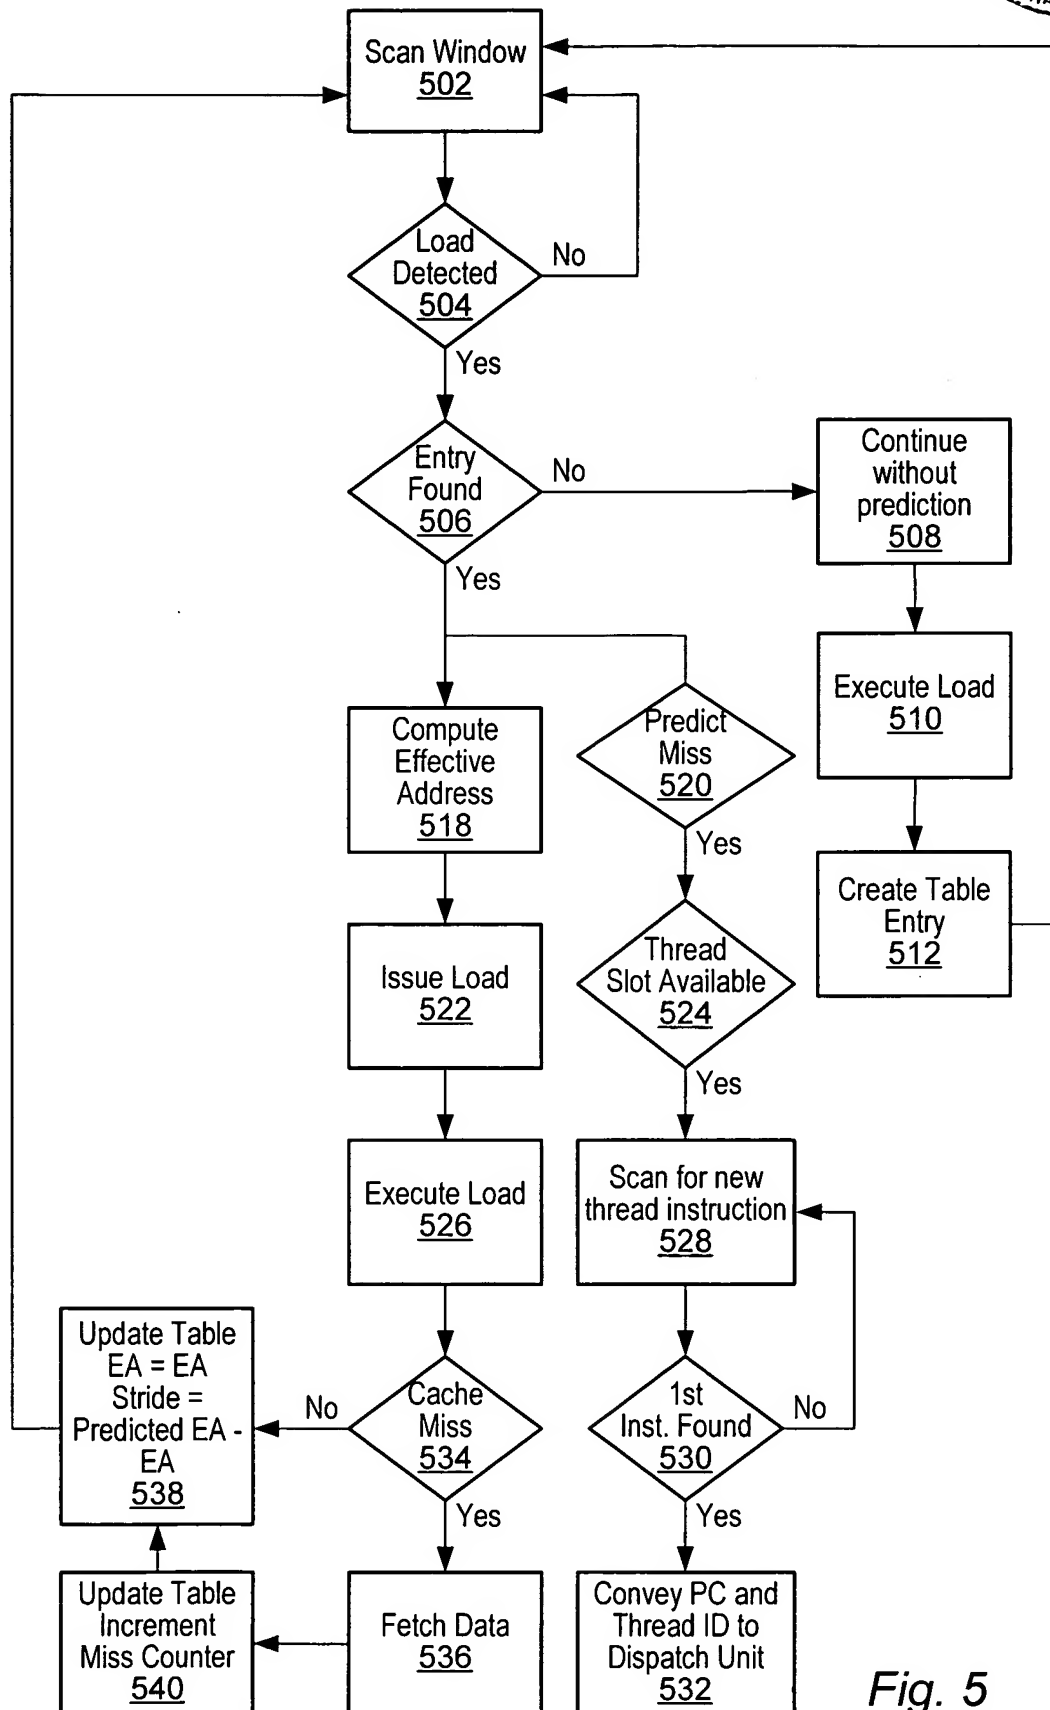 Scan Window
502
Load
Detected
504
No
Yes
Entry
Found
506
No
Yes
Continue
without
prediction
508
Execute Load
510
Create Table
Entry
512
Compute
Effective
Address
518
Predict
Miss
520
Yes
Issue Load
522
Thread
Slot Available
524
Yes
Execute Load
526
Scan for new
thread instruction
528
Update Table
EA = EA
Stride =
Predicted EA -
EA
538
No
Cache
Miss
534
Yes
1st
Inst. Found
530
No
Yes
Update Table
Increment
Miss Counter
540
Fetch Data
536
Convey PC and
Thread ID to
Dispatch Unit
532
Fig. 5